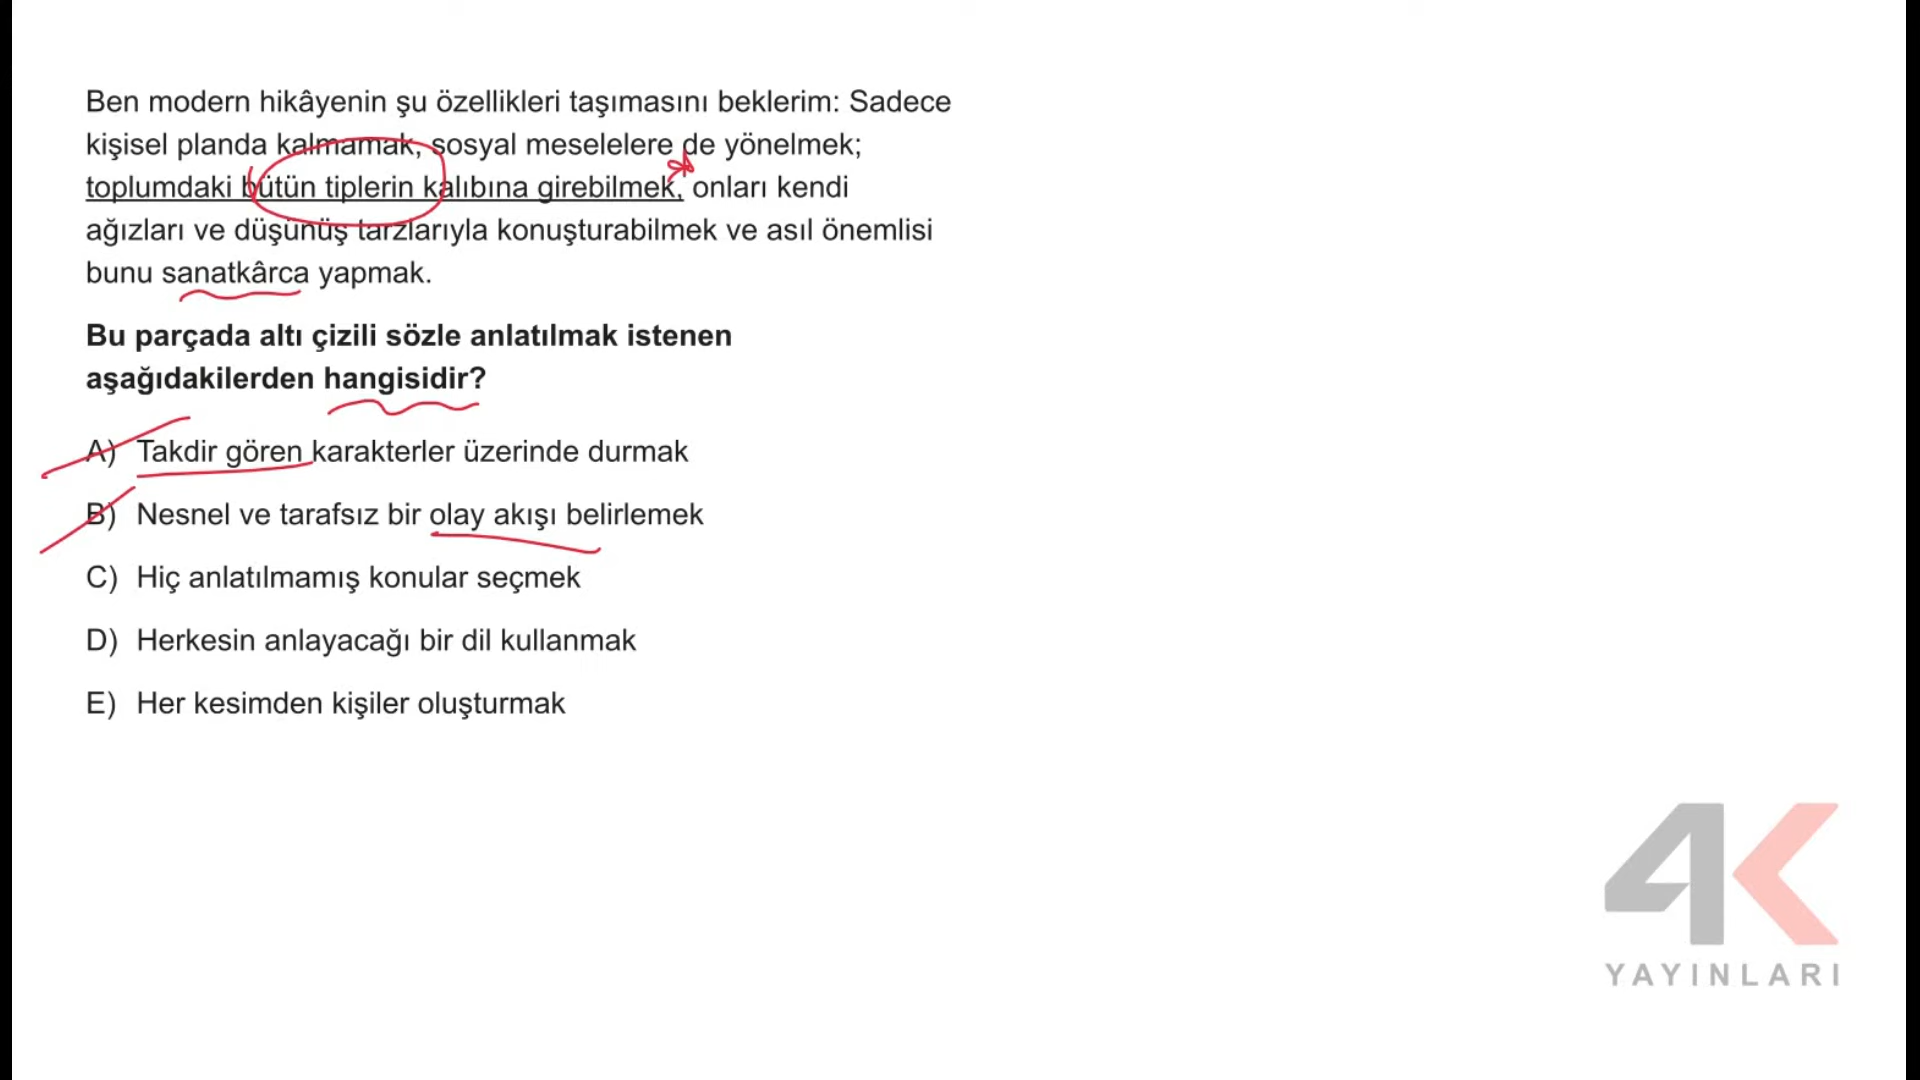 Ben modern hikâyenin şu özellikleri taşımasını beklerim: Sadece
kişisel planda kalmamak, sosyal meselelere de yönelmek;
toplumdaki bütün tiplerin kalıbına girebilmek, onları kendi
ağızları ve düşünüş tarzlarıyla konuşturabilmek ve asıl önemlisi
bunu sanatkârca yapmak.
Bu parçada altı çizili sözle anlatılmak istenen
aşağıdakilerden hangisidir?
A) Takdir gören karakterler üzerinde durmak
B) Nesnel ve tarafsız bir olay akışı belirlemek
C) Hiç anlatılmamış konular seçmek
D) Herkesin anlayacağı bir dil kullanmak
E) Her kesimden kişiler oluşturmak
4K
YAYINLARI